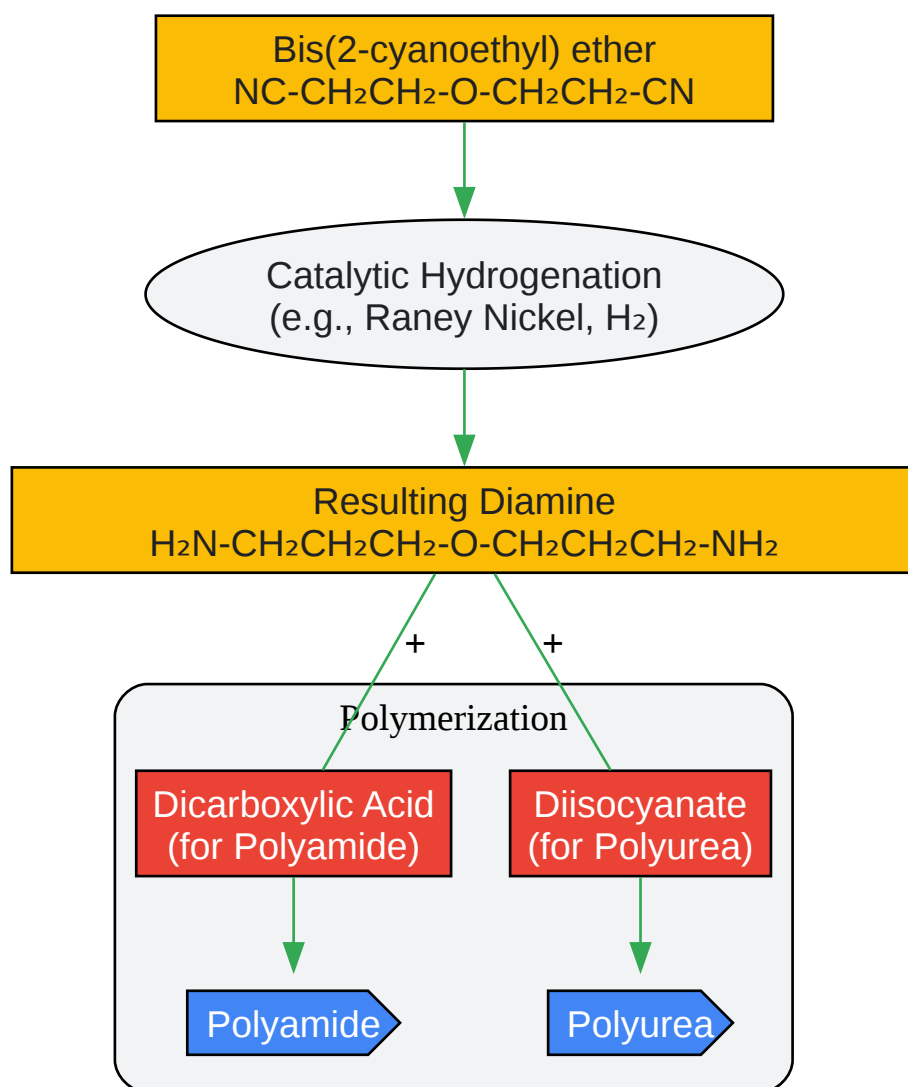 Bis(2-cyanoethyl) ether
NC-CH₂CH₂-O-CH₂CH₂-CN
Catalytic Hydrogenation
(e.g., Raney Nickel, H₂)
Resulting Diamine
H₂N-CH₂CH₂CH₂-O-CH₂CH₂CH₂-NH₂
+ +
Polymerization
Dicarboxylic Acid
(for Polyamide)
Diisocyanate
(for Polyurea)
Polyamide
Polyurea